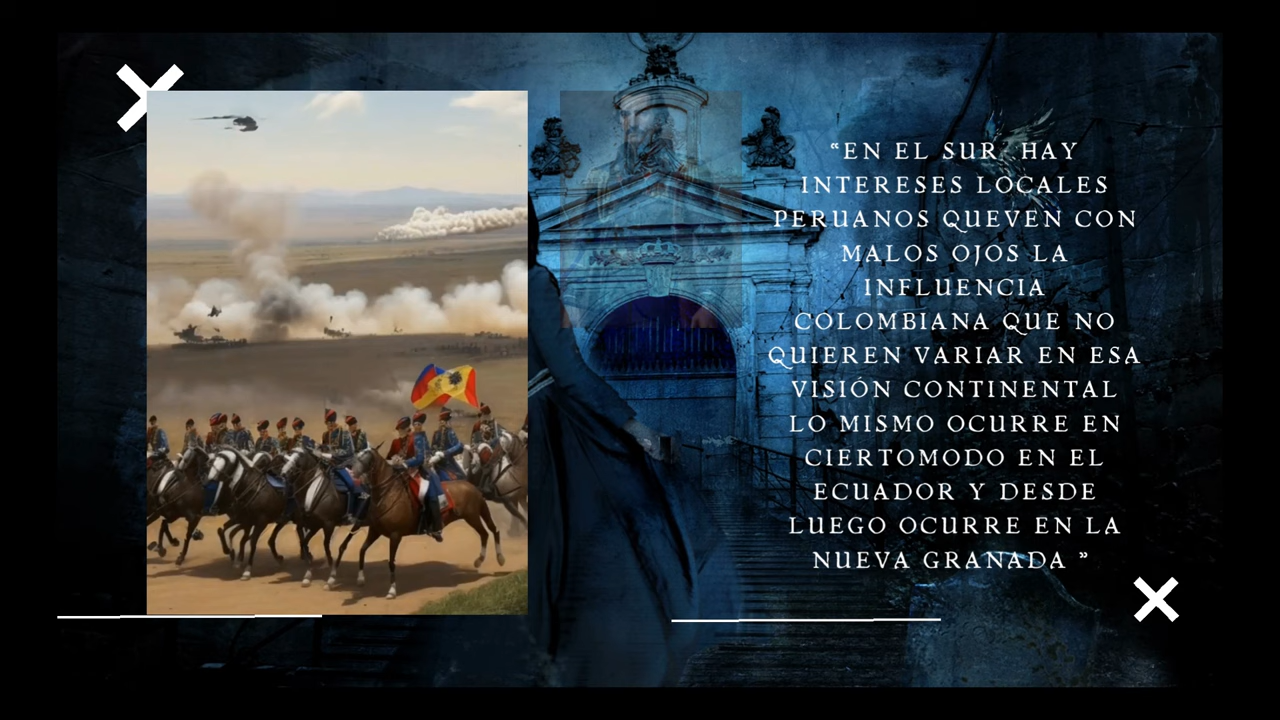 “EN EL SUR HAY
INTERESES LOCALES
PERUANOS QUEVEN CON
MALOS OJOS LA
INFLUENCIA
COLOMBIANA QUE NO
QUIEREN VARIAR EN ESA
VISIÓN CONTINENTAL
LO MISMO OCURRE EN
CIERTOMODO EN EL
ECUADOR Y DESDE
LUEGO OCURRE EN LA
NUEVA GRANADA ”